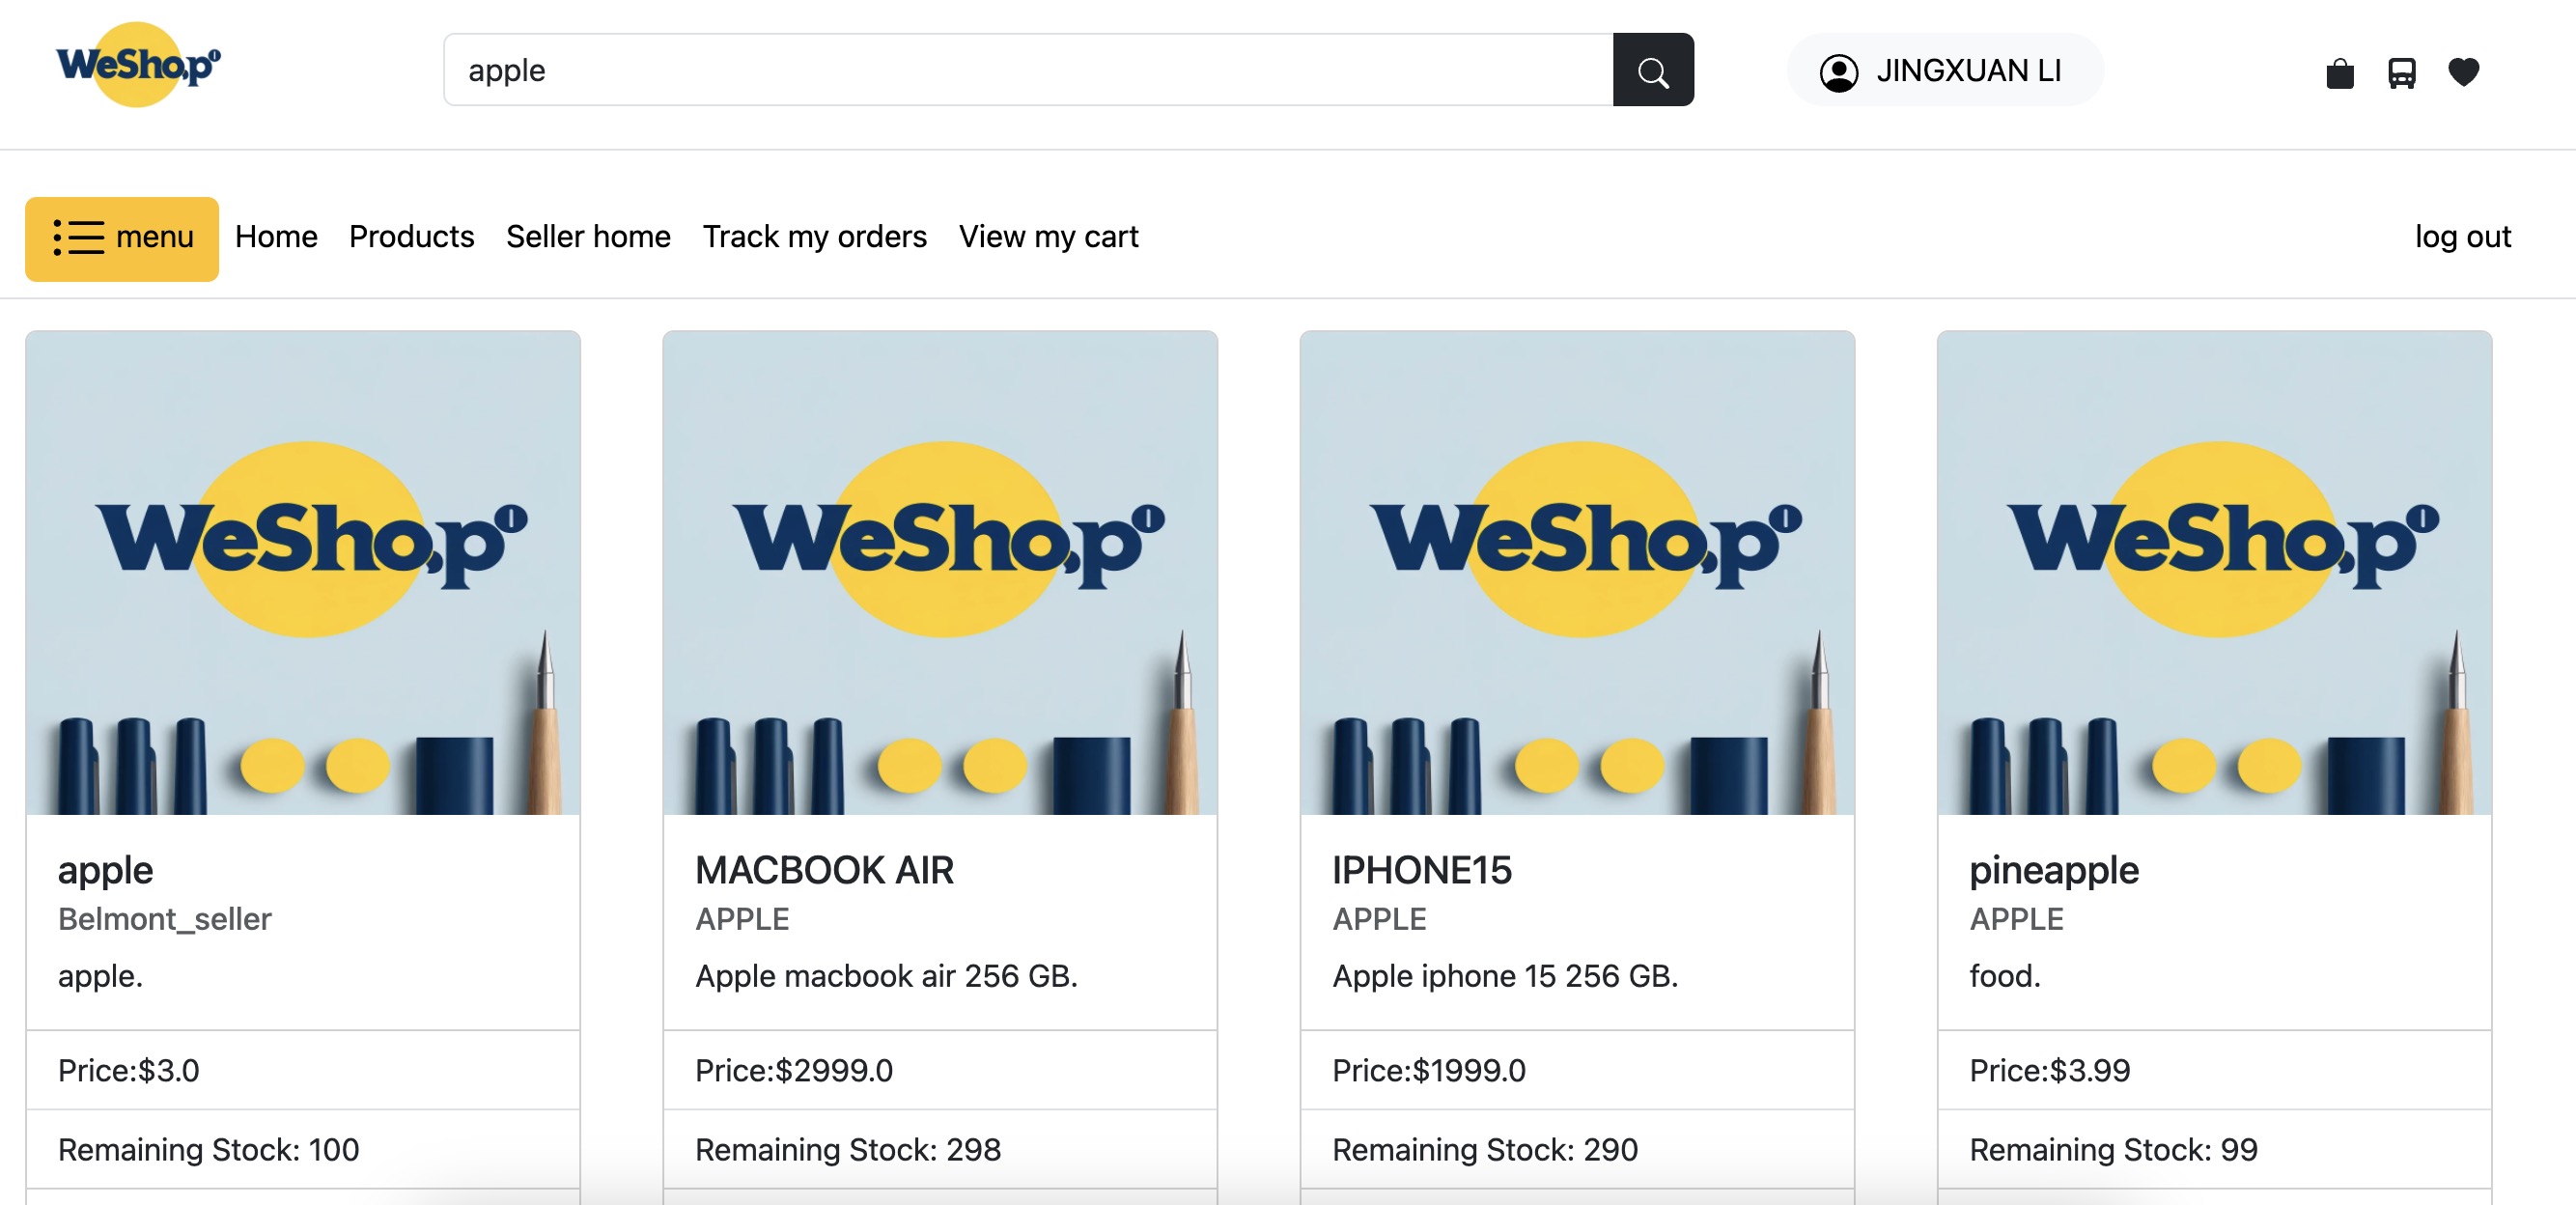 WeShop
apple
JINGXUAN LI
menu
Home
Products
Seller home
Track my orders
View my cart
log out
WeShop
apple
Belmont_seller
apple.
Price:$3.0
Remaining Stock: 100
WeShop
MACBOOK AIR
APPLE
Apple macbook air 256 GB.
Price:$2999.0
Remaining Stock: 298
WeShop
IPHONE15
APPLE
Apple iphone 15 256 GB.
Price:$1999.0
Remaining Stock: 290
WeShop
pineapple
APPLE
food.
Price:$3.99
Remaining Stock: 99